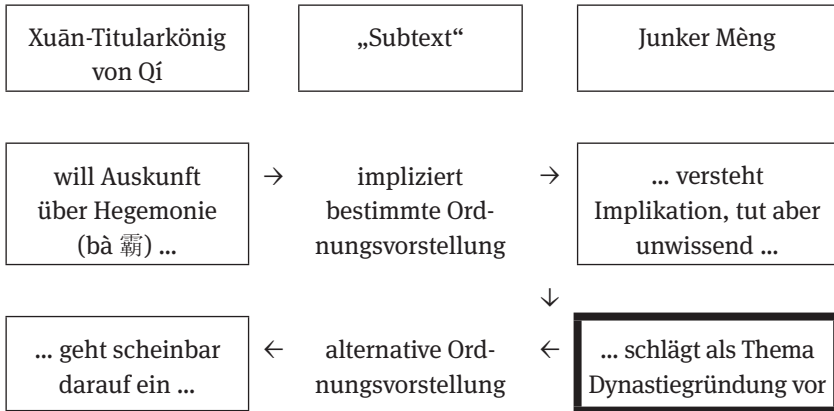 Xuān-Titularkönig „Subtext“ Junker Mèng
von Qí
will Auskunft → impliziert → ... versteht
über Hegemonie bestimmte Ord- Implikation, tut aber
(bà 霸) ... nungsvorstellung unwissend ...
↓
... geht scheinbar ← alternative Ord- ← ... schlägt als Thema
darauf ein ... nungsvorstellung Dynastiegründung vor